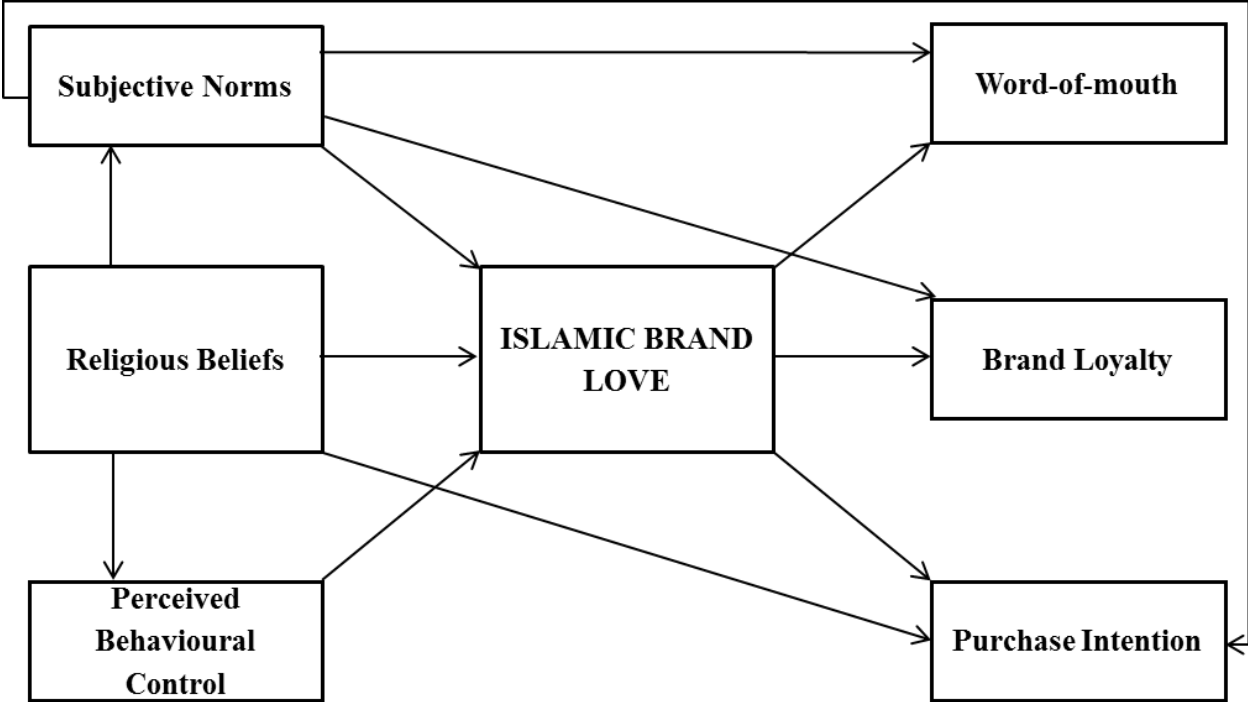 Subjective Norms
Word-of-mouth
Religious Beliefs
ISLAMIC BRAND
LOVE
Brand Loyalty
Perceived
Behavioural
Control
Purchase Intention